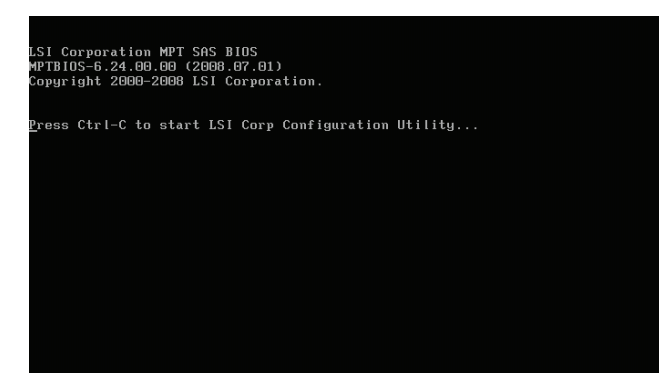 LSI Corporation MPT SAS BIOS
MPTBIOS-6.24.00.00 (2008.07.01)
Copyright 2000-2008 LSI Corporation.
Press Ctrl-C to start LSI Corp Configuration Utility...